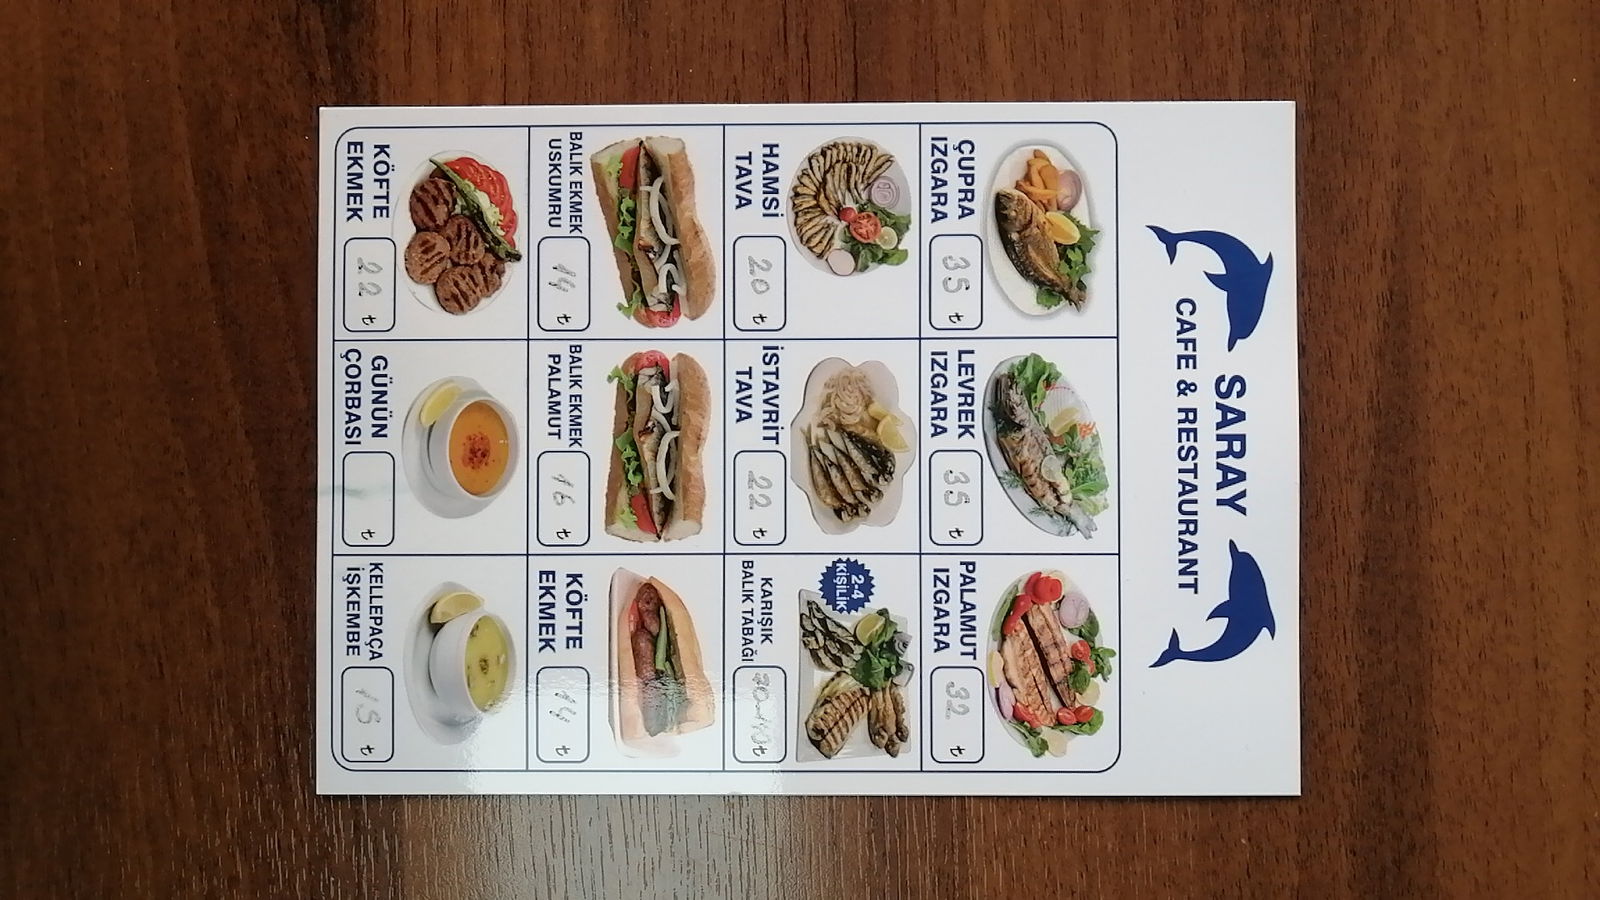 SARAY
CAFE & RESTAURANT
ÇUPRA
IZGARA
35 ₺
LEVREK
IZGARA
35 ₺
PALAMUT
IZGARA
32 ₺
HAMSİ
TAVA
20 ₺
İSTAVRİT
TAVA
22 ₺
2-4
KİŞİLİK
KARIŞIK
BALIK TABAĞI
₺
BALIK EKMEK
USKUMRU
14 ₺
BALIK EKMEK
PALAMUT
16 ₺
KÖFTE
EKMEK
14 ₺
KÖFTE
EKMEK
22 ₺
GÜNÜN
ÇORBASI
₺
KELLEPAÇA
İŞKEMBE
15 ₺